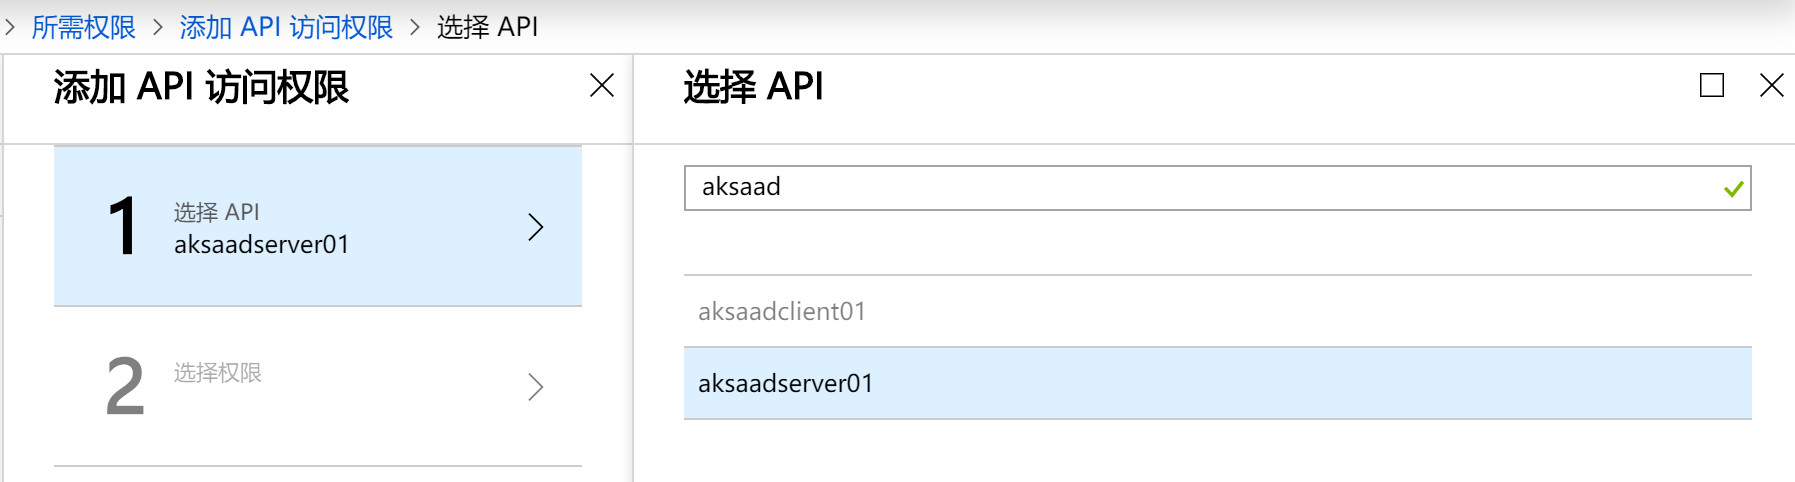 所需权限 > 添加 API 访问权限 > 选择 API
添加 API 访问权限
1
选择 API
aksaadserver01
2
选择权限
选择 API
aksaad
aksaadclient01
aksaadserver01